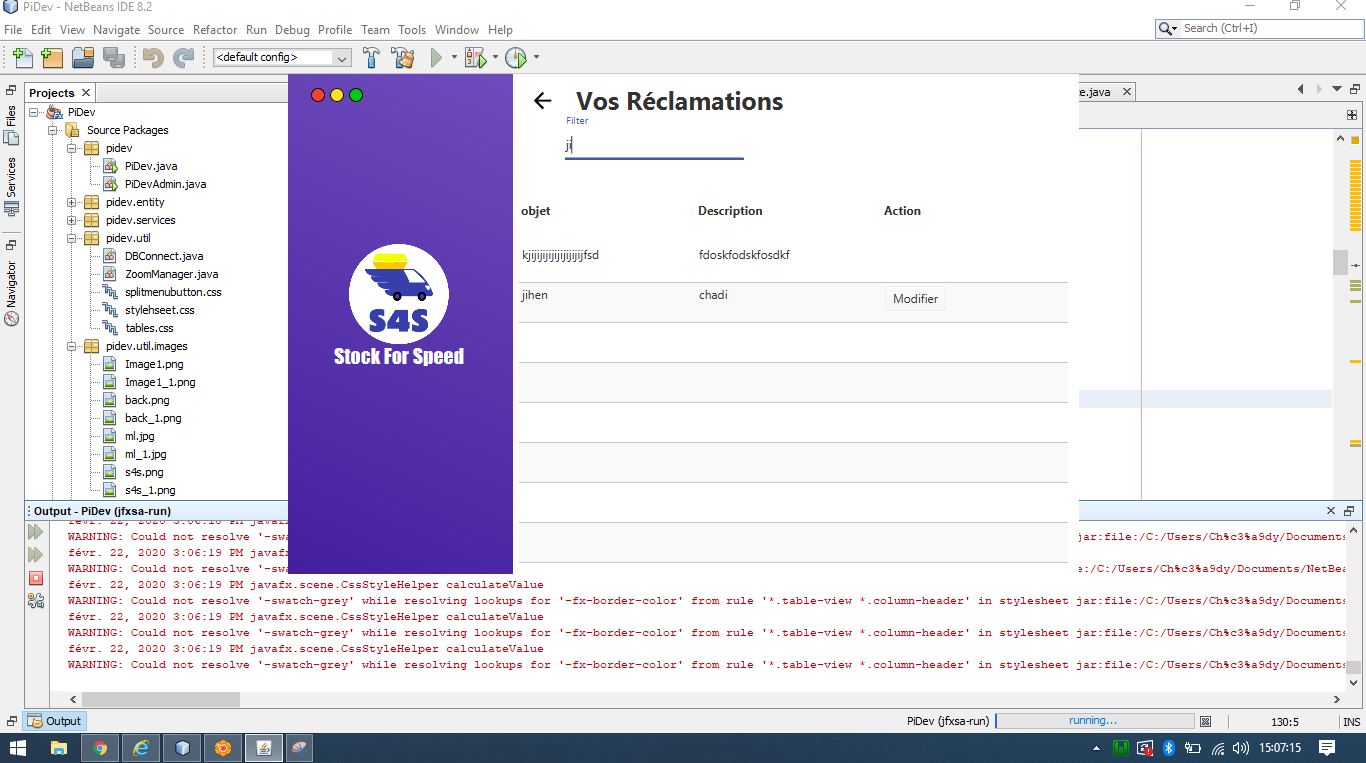 PiDev - NetBeans IDE 8.2
File Edit View Navigate Source Refactor Run Debug Profile Team Tools Window Help
Search (Ctrl+I)
<default config>
Files
Services
Navigator
Projects
PiDev
Source Packages
pidev
PiDev.java
PiDevAdmin.java
pidev.entity
pidev.services
pidev.util
DBConnect.java
ZoomManager.java
splitmenubutton.css
stylehseet.css
tables.css
pidev.util.images
Image1.png
Image1_1.png
back.png
back_1.png
ml.jpg
ml_1.jpg
s4s.png
s4s_1.png
S4S
Stock For Speed
Vos Réclamations
Filter
ji
objet Description Action
kjijijijijijijijijijijfsd fdoskfodskfosdkf
jihen chadi Modifier
e.java
Output - PiDev (jfxsa-run)
févr. 22, 2020 3:06:18 PM javafx
WARNING: Could not resolve '-swa jar:file:/C:/Users/Ch%c3%a9dy/Documents
févr. 22, 2020 3:06:19 PM javafx
WARNING: Could not resolve '-swa e:/C:/Users/Ch%c3%a9dy/Documents/NetBea
févr. 22, 2020 3:06:19 PM javafx.scene.CssStyleHelper calculateValue
WARNING: Could not resolve '-swatch-grey' while resolving lookups for '-fx-border-color' from rule '*.table-view *.column-header' in stylesheet jar:file:/C:/Users/Ch%c3%a9dy/Documents
févr. 22, 2020 3:06:19 PM javafx.scene.CssStyleHelper calculateValue
WARNING: Could not resolve '-swatch-grey' while resolving lookups for '-fx-border-color' from rule '*.table-view *.column-header' in stylesheet jar:file:/C:/Users/Ch%c3%a9dy/Documents
févr. 22, 2020 3:06:19 PM javafx.scene.CssStyleHelper calculateValue
WARNING: Could not resolve '-swatch-grey' while resolving lookups for '-fx-border-color' from rule '*.table-view *.column-header' in stylesheet jar:file:/C:/Users/Ch%c3%a9dy/Documents
Output
PiDev (jfxsa-run) running... 130:5 INS
15:07:15